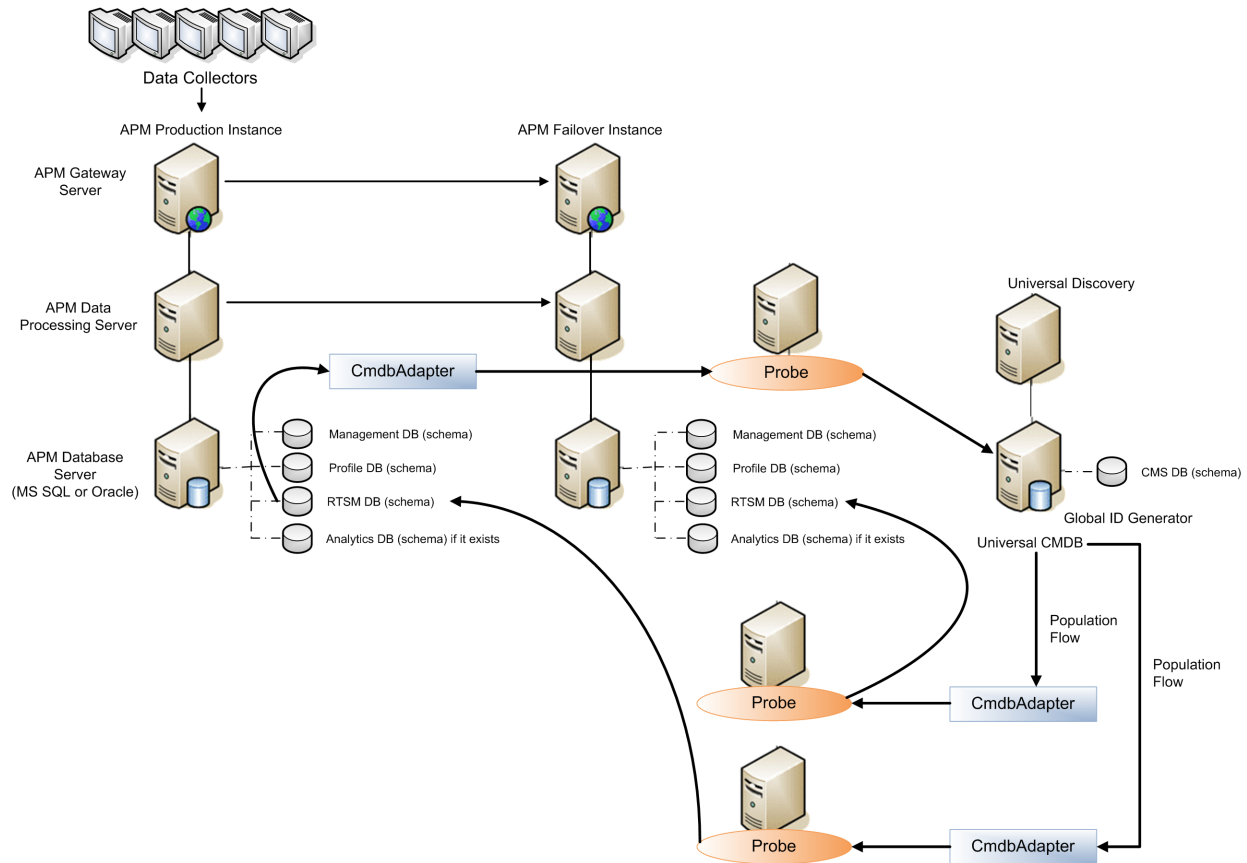 Data Collectors
APM Production Instance
APM Failover Instance
APM Gateway
Server
APM Data
Processing Server
Universal Discovery
CmdbAdapter
Probe
APM Database
Server
(MS SQL or Oracle)
Management DB (schema)
Profile DB (schema)
RTSM DB (schema)
Analytics DB (schema) if it exists
Management DB (schema)
Profile DB (schema)
RTSM DB (schema)
Analytics DB (schema) if it exists
CMS DB (schema)
Global ID Generator
Universal CMDB
Population
Flow
Population
Flow
Probe
CmdbAdapter
Probe
CmdbAdapter